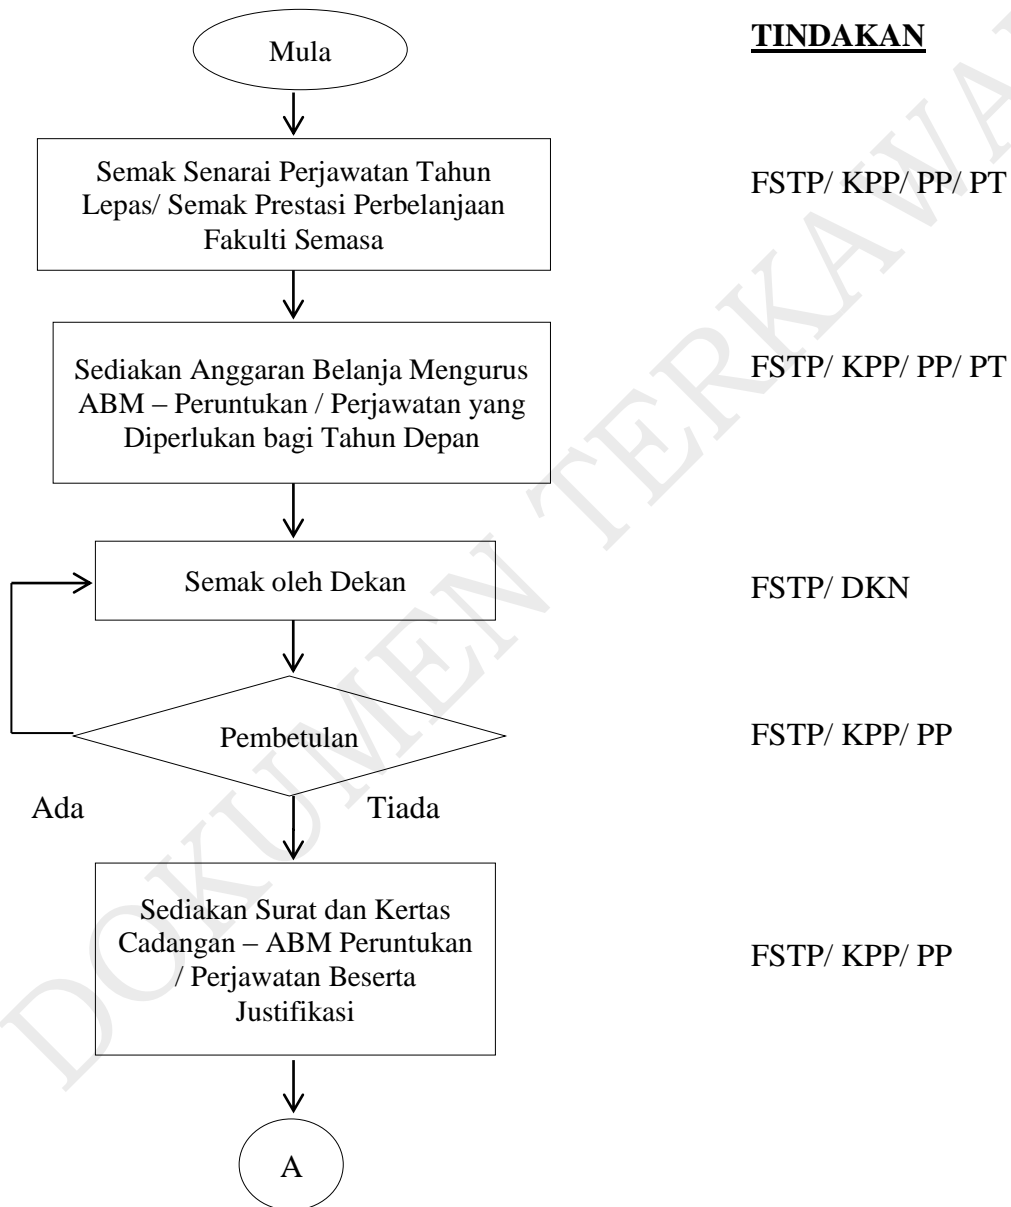 TINDAKAN
Mula
Semak Senarai Perjawatan Tahun
Lepas/ Semak Prestasi Perbelanjaan
Fakulti Semasa
FSTP/ KPP/ PP/ PT
Sediakan Anggaran Belanja Mengurus
ABM – Peruntukan / Perjawatan yang
Diperlukan bagi Tahun Depan
FSTP/ KPP/ PP/ PT
Semak oleh Dekan
FSTP/ DKN
Pembetulan
FSTP/ KPP/ PP
Ada
Tiada
Sediakan Surat dan Kertas
Cadangan – ABM Peruntukan
/ Perjawatan Beserta
Justifikasi
FSTP/ KPP/ PP
A
DOKUMEN TERKAWA